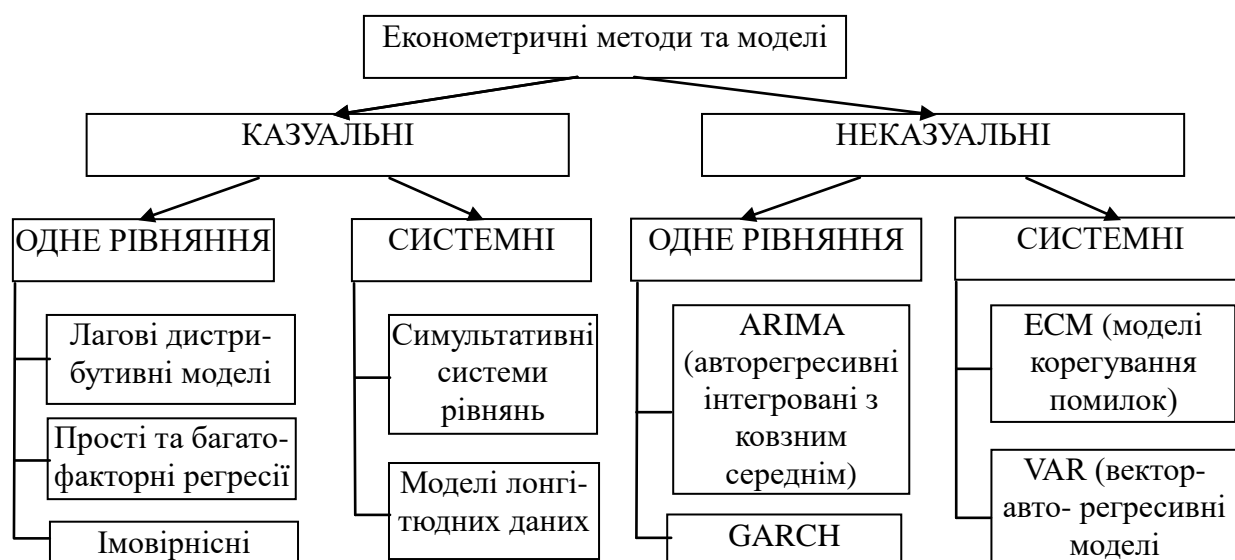 Економетричні методи та моделі
КАЗУАЛЬНІ
НЕКАЗУАЛЬНІ
ОДНЕ РІВНЯННЯ
СИСТЕМНІ
ОДНЕ РІВНЯННЯ
СИСТЕМНІ
Лагові дистри-
бутивні моделі
Прості та багато-
факторні регресії
Імовірнісні
Симультативні
системи
рівнянь
Моделі лонгі-
тюдних даних
ARIMA
(авторегресивні
інтегровані з
ковзним
середнім)
GARCH
ECM (моделі
корегування
помилок)
VAR (вектор-
авто- регресивні
моделі